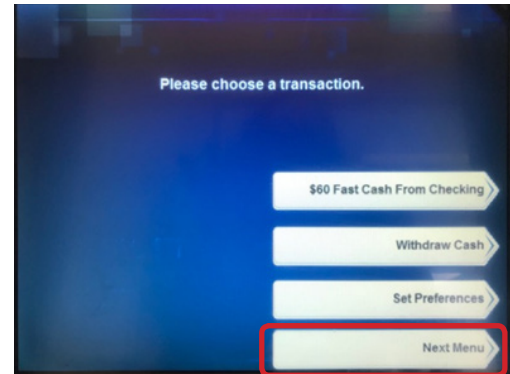 Please choose a transaction.
$60 Fast Cash From Checking
Withdraw Cash
Set Preferences
Next Menu